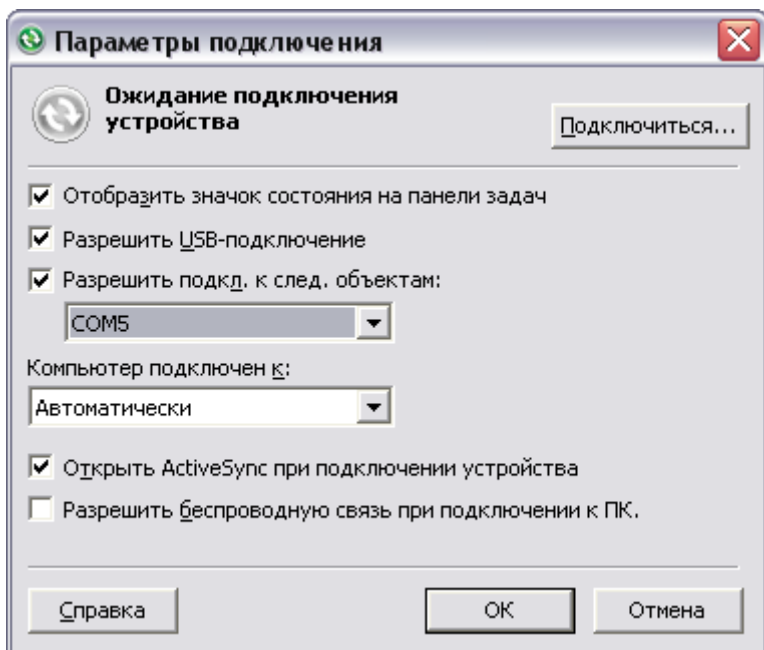 Параметры подключения
Ожидание подключения
устройства
Подключиться...
Отобразить значок состояния на панели задач
Разрешить USB-подключение
Разрешить подкл. к след. объектам:
COM5
Компьютер подключен к:
Автоматически
Открыть ActiveSync при подключении устройства
Разрешить беспроводную связь при подключении к ПК.
Справка
ОК
Отмена